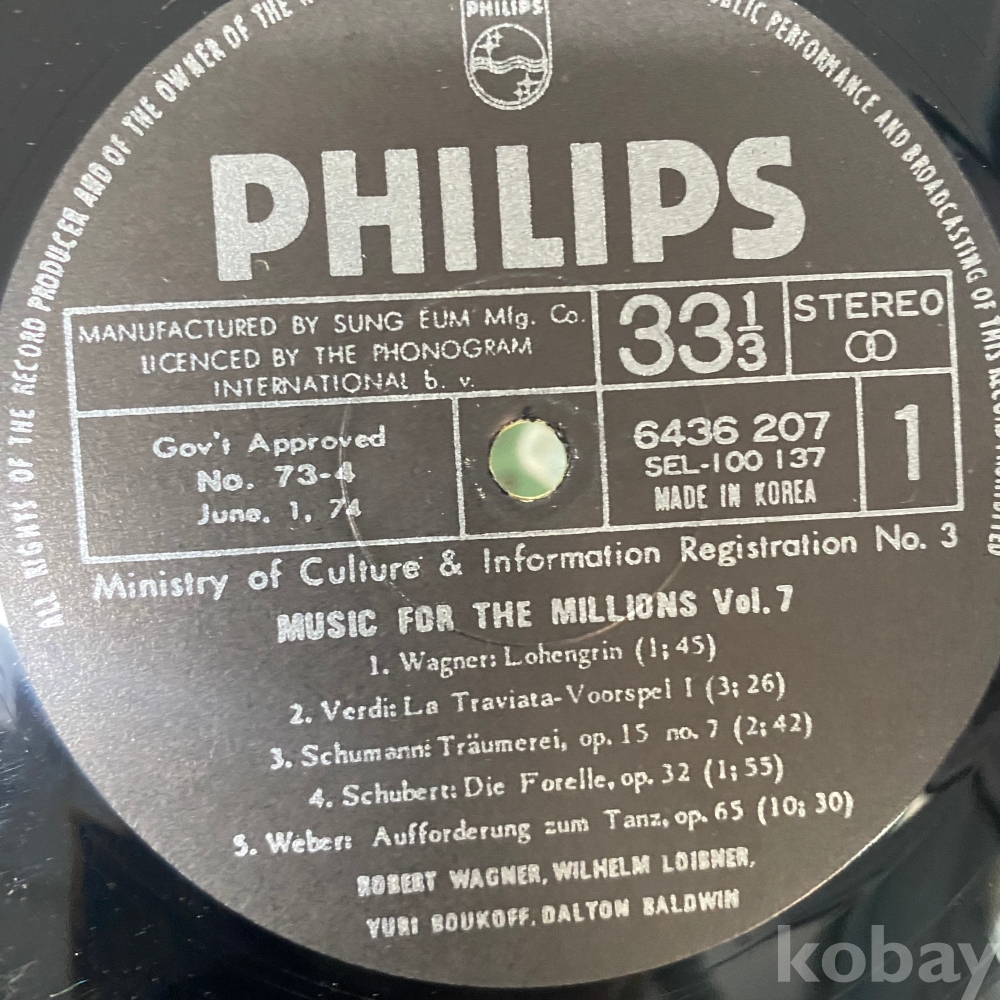 PHILIPS
ALL RIGHTS OF THE RECORD PRODUCER AND OF THE OWNER OF THE
PUBLIC PERFORMANCE AND BROADCASTING OF THIS
PHILIPS
MANUFACTURED BY SUNG EUM Mfg. Co.
LICENCED BY THE PHONOGRAM
INTERNATIONAL b. v.
33 1/3
STEREO
Gov't Approved
No. 73-4
June. 1, 74
6436 207
SEL-100 137
MADE IN KOREA
1
Ministry of Culture & Information Registration No. 3
MUSIC FOR THE MILLIONS Vol. 7
1. Wagner: Lohengrin (1; 45)
2. Verdi: La Traviata-Voorspel I (3; 26)
3. Schumann: Träumerei, op. 15 no. 7 (2; 42)
4. Schubert: Die Forelle, op. 32 (1; 55)
5. Weber: Aufforderung zum Tanz, op. 65 (10; 30)
ROBERT WAGNER, WILHELM LOIBNER,
YURI BOUKOFF, DALTON BALDWIN
kobay